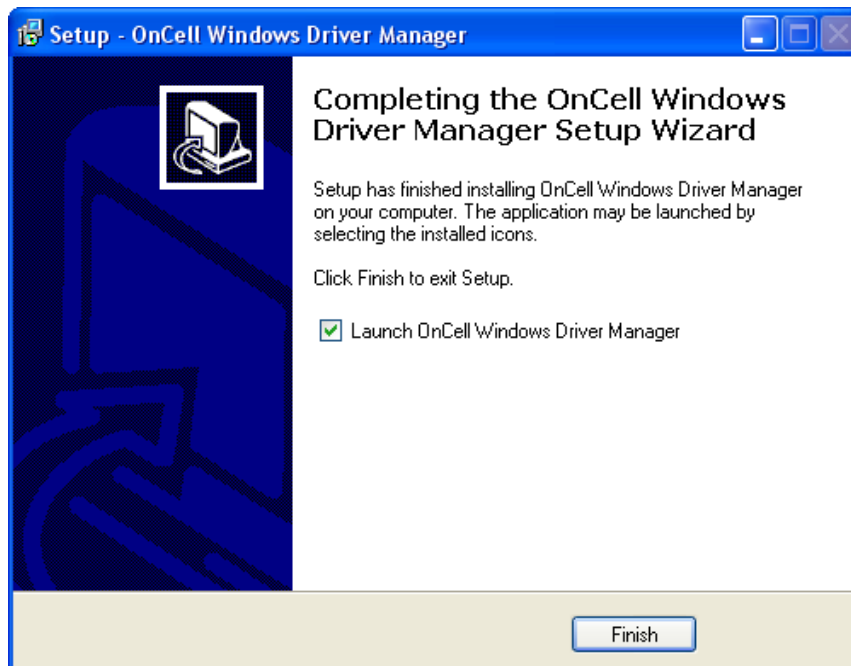 Setup - OnCell Windows Driver Manager
Completing the OnCell Windows
Driver Manager Setup Wizard
Setup has finished installing OnCell Windows Driver Manager
on your computer. The application may be launched by
selecting the installed icons.
Click Finish to exit Setup.
Launch OnCell Windows Driver Manager
Finish